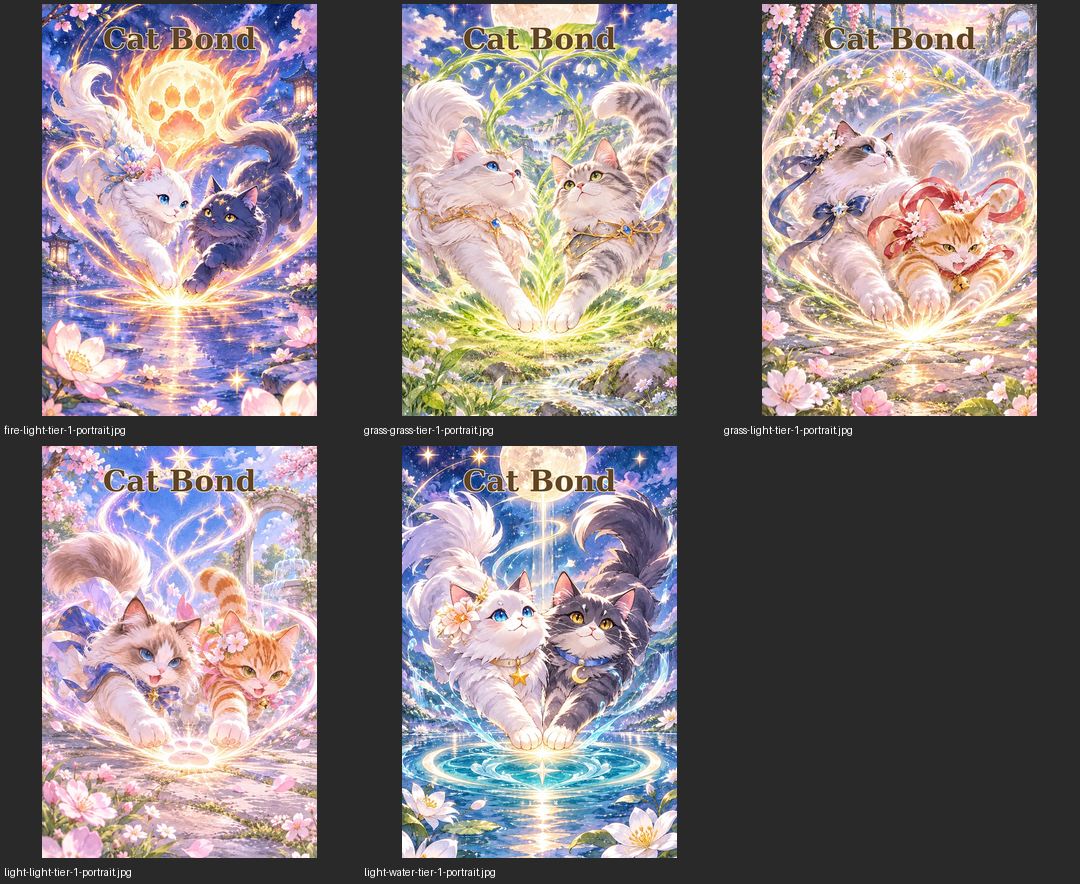 Cat Bond
Cat Bond
Cat Bond
fire-light-tier-1-portrait.jpg
grass-grass-tier-1-portrait.jpg
grass-light-tier-1-portrait.jpg
Cat Bond
Cat Bond
light-light-tier-1-portrait.jpg
light-water-tier-1-portrait.jpg